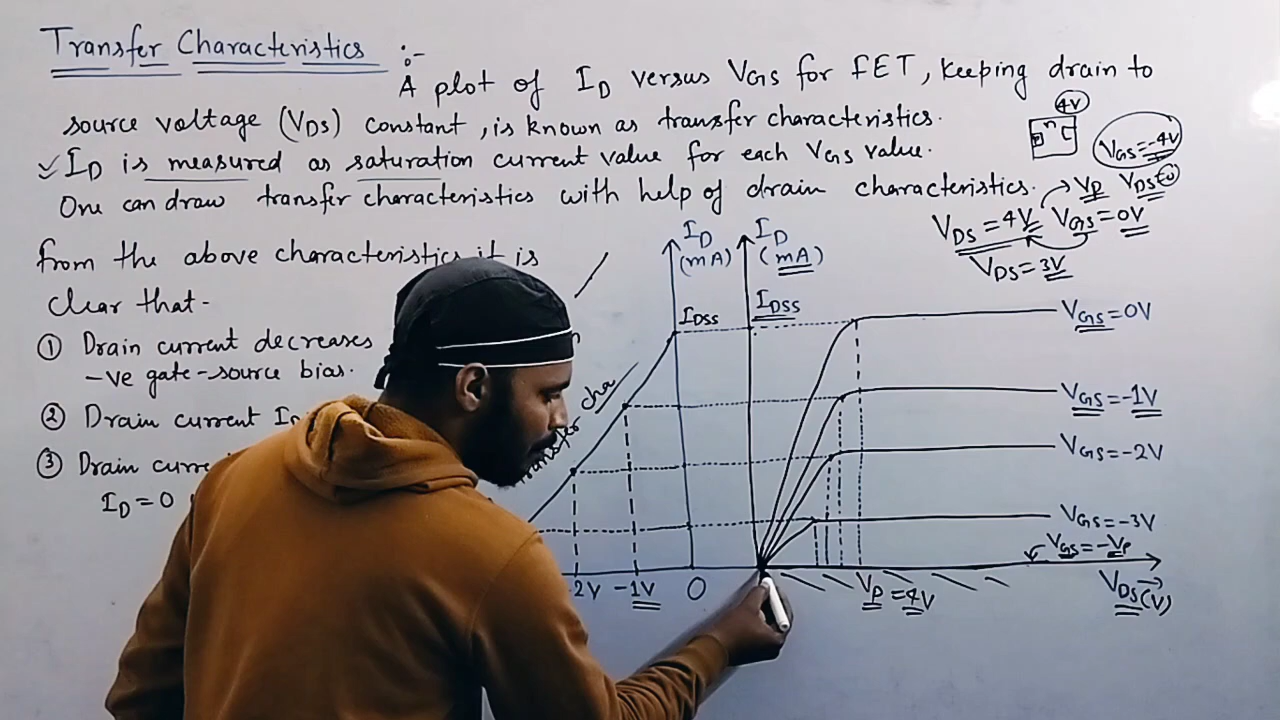 Transfer Characteristics :-
A plot of ID versus VGS for FET, keeping drain to
source voltage (VDS) constant, is known as transfer characteristics.
✓ ID is measured as saturation current value for each VGS value.
One can draw transfer characteristics with help of drain characteristics.
4V
n
VGS=-4V
VP
VDS=4V VGS=0V
VDS=3V
from the above characteristics it is
clear that-
① Drain current decreases
-ve gate-source bias.
② Drain current
③ Drain
ID=0
ID
(mA)
ID
(mA)
IDSS
IDSS
VGS=0V
VGS=-1V
VGS=-2V
VGS=-3V
VGS=-VP
cha
-1V
0
VP=4V
VDS(V)